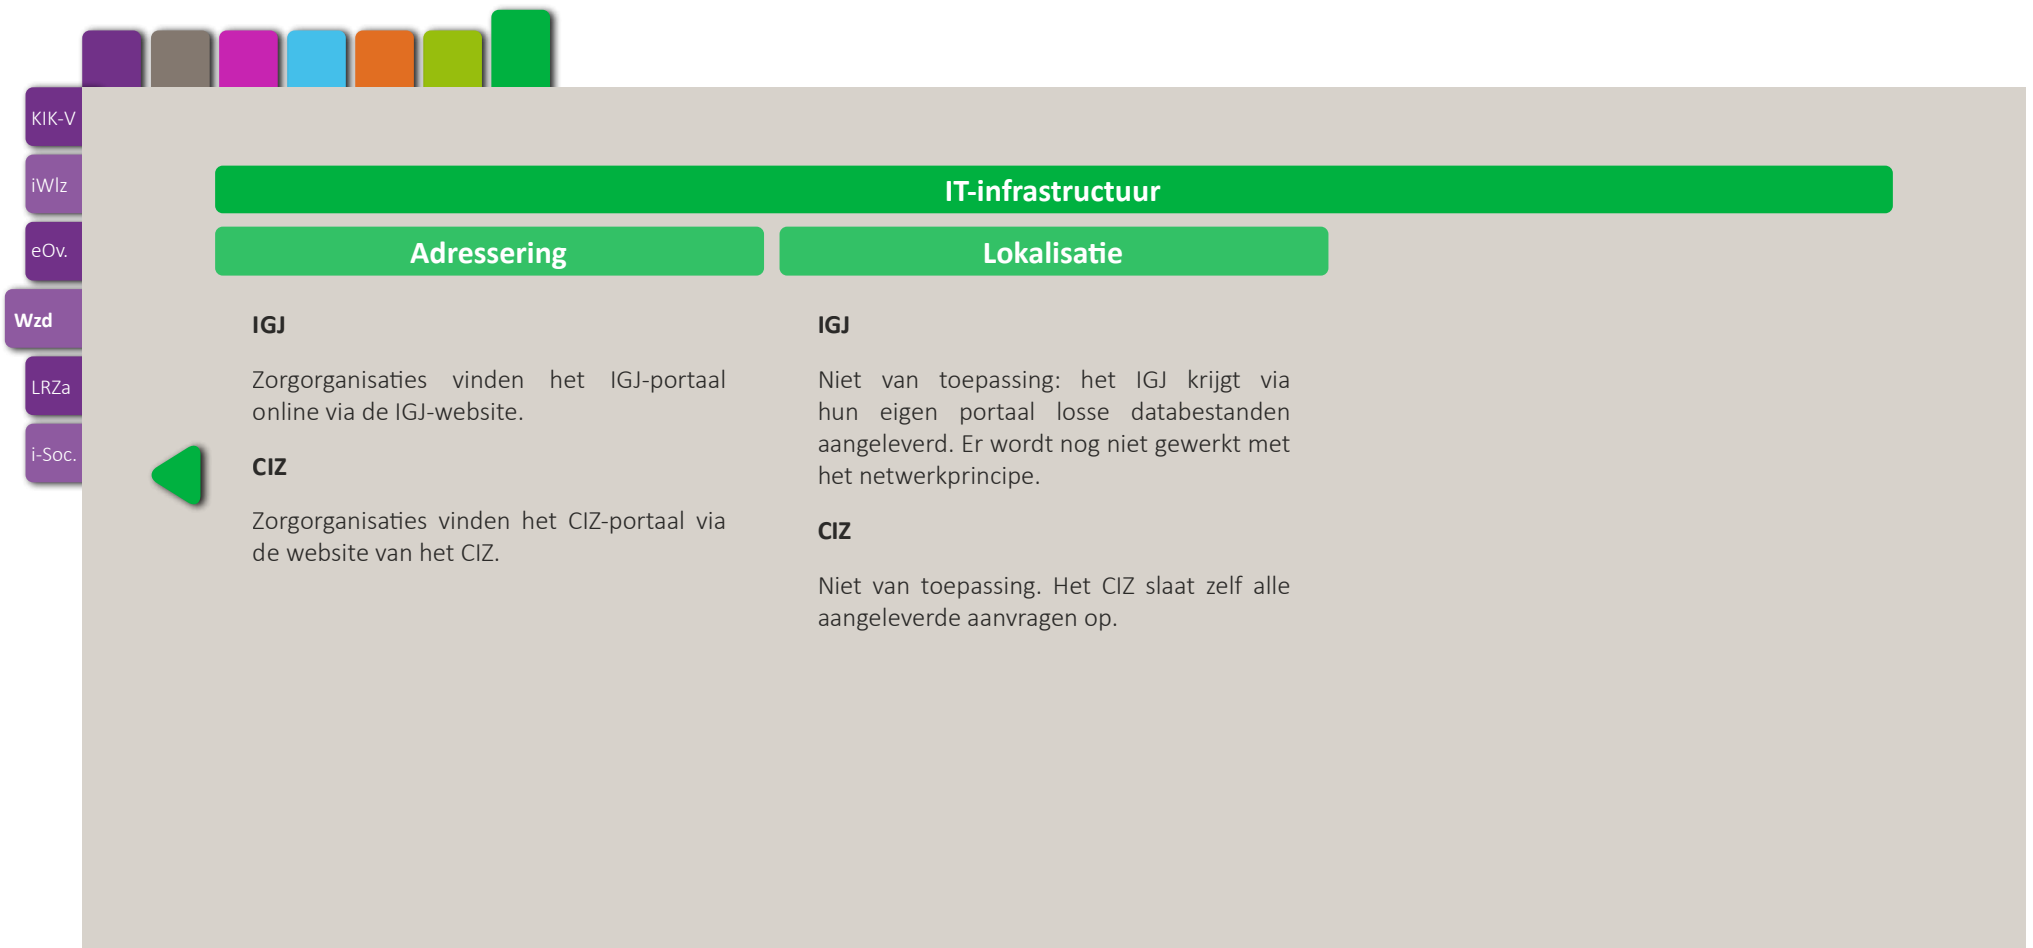 KIK-V
iWlz
eOv.
Wzd
LRZa
i-Soc.
IT-infrastructuur
Adressering
IGJ
Zorgorganisaties vinden het IGJ-portaal
online via de IGJ-website.
CIZ
Zorgorganisaties vinden het CIZ-portaal via
de website van het CIZ.
Lokalisatie
IGJ
Niet van toepassing: het IGJ krijgt via
hun eigen portaal losse databestanden
aangeleverd. Er wordt nog niet gewerkt met
het netwerkprincipe.
CIZ
Niet van toepassing. Het CIZ slaat zelf alle
aangeleverde aanvragen op.